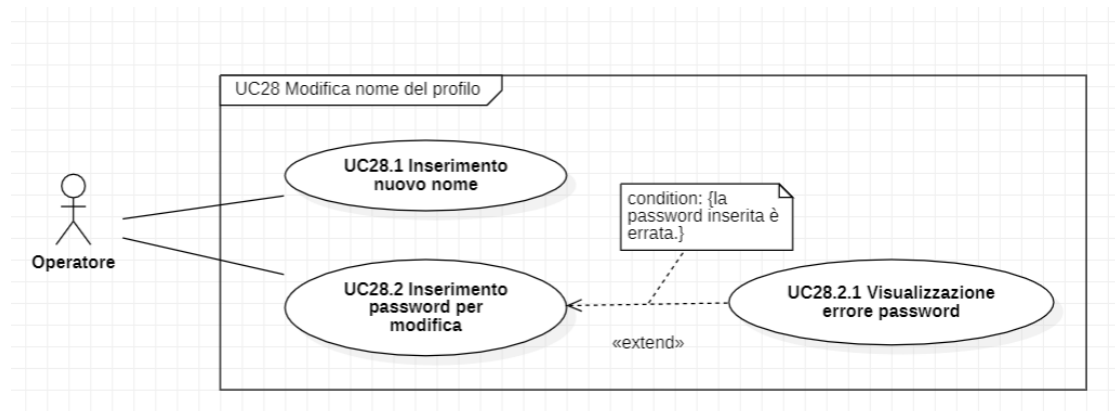 UC28 Modifica nome del profilo
UC28.1 Inserimento
nuovo nome
condition: {la
password inserita è
errata.}
Operatore
UC28.2 Inserimento
password per
modifica
UC28.2.1 Visualizzazione
errore password
«extend»